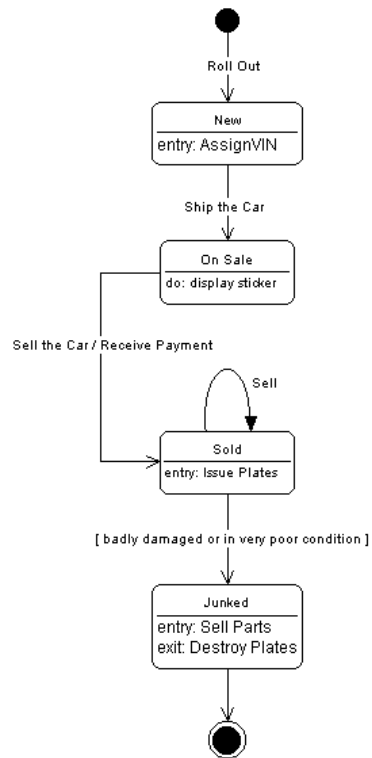 Roll Out
New
entry: AssignVIN
Ship the Car
On Sale
do: display sticker
Sell the Car / Receive Payment
Sell
Sold
entry: Issue Plates
[ badly damaged or in very poor condition ]
Junked
entry: Sell Parts
exit: Destroy Plates